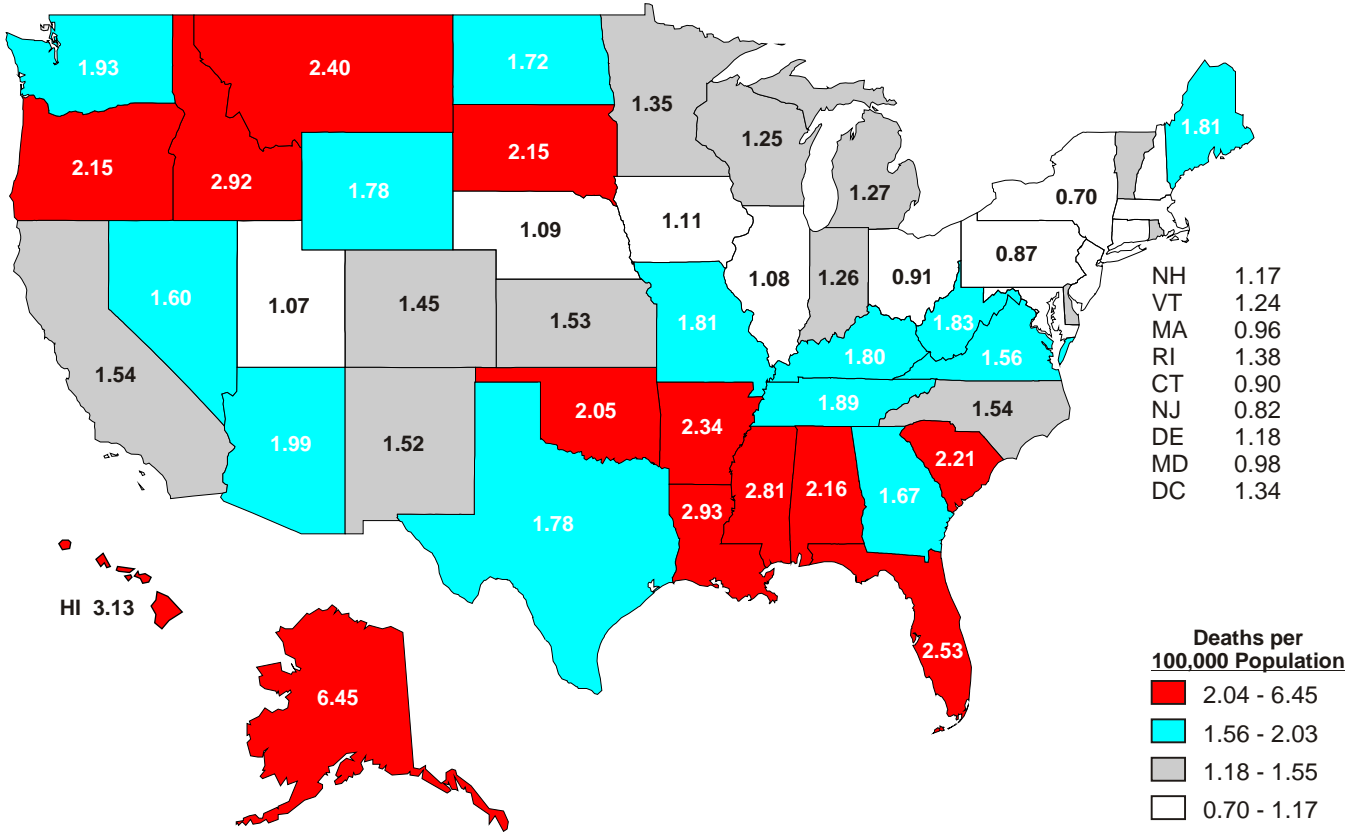 1.93
2.40
1.72
1.35
1.81
2.15
2.92
1.78
2.15
1.25
1.27
0.70
1.09
1.11
1.60
1.07
1.45
1.53
1.81
1.08
1.26
0.91
0.87
1.83
1.80
1.56
1.54
1.99
1.52
2.05
2.34
1.89
1.54
2.21
1.78
2.93
2.81
2.16
1.67
2.53
HI 3.13
6.45
NH 1.17
VT 1.24
MA 0.96
RI 1.38
CT 0.90
NJ 0.82
DE 1.18
MD 0.98
DC 1.34
Deaths per
100,000 Population
2.04 - 6.45
1.56 - 2.03
1.18 - 1.55
0.70 - 1.17